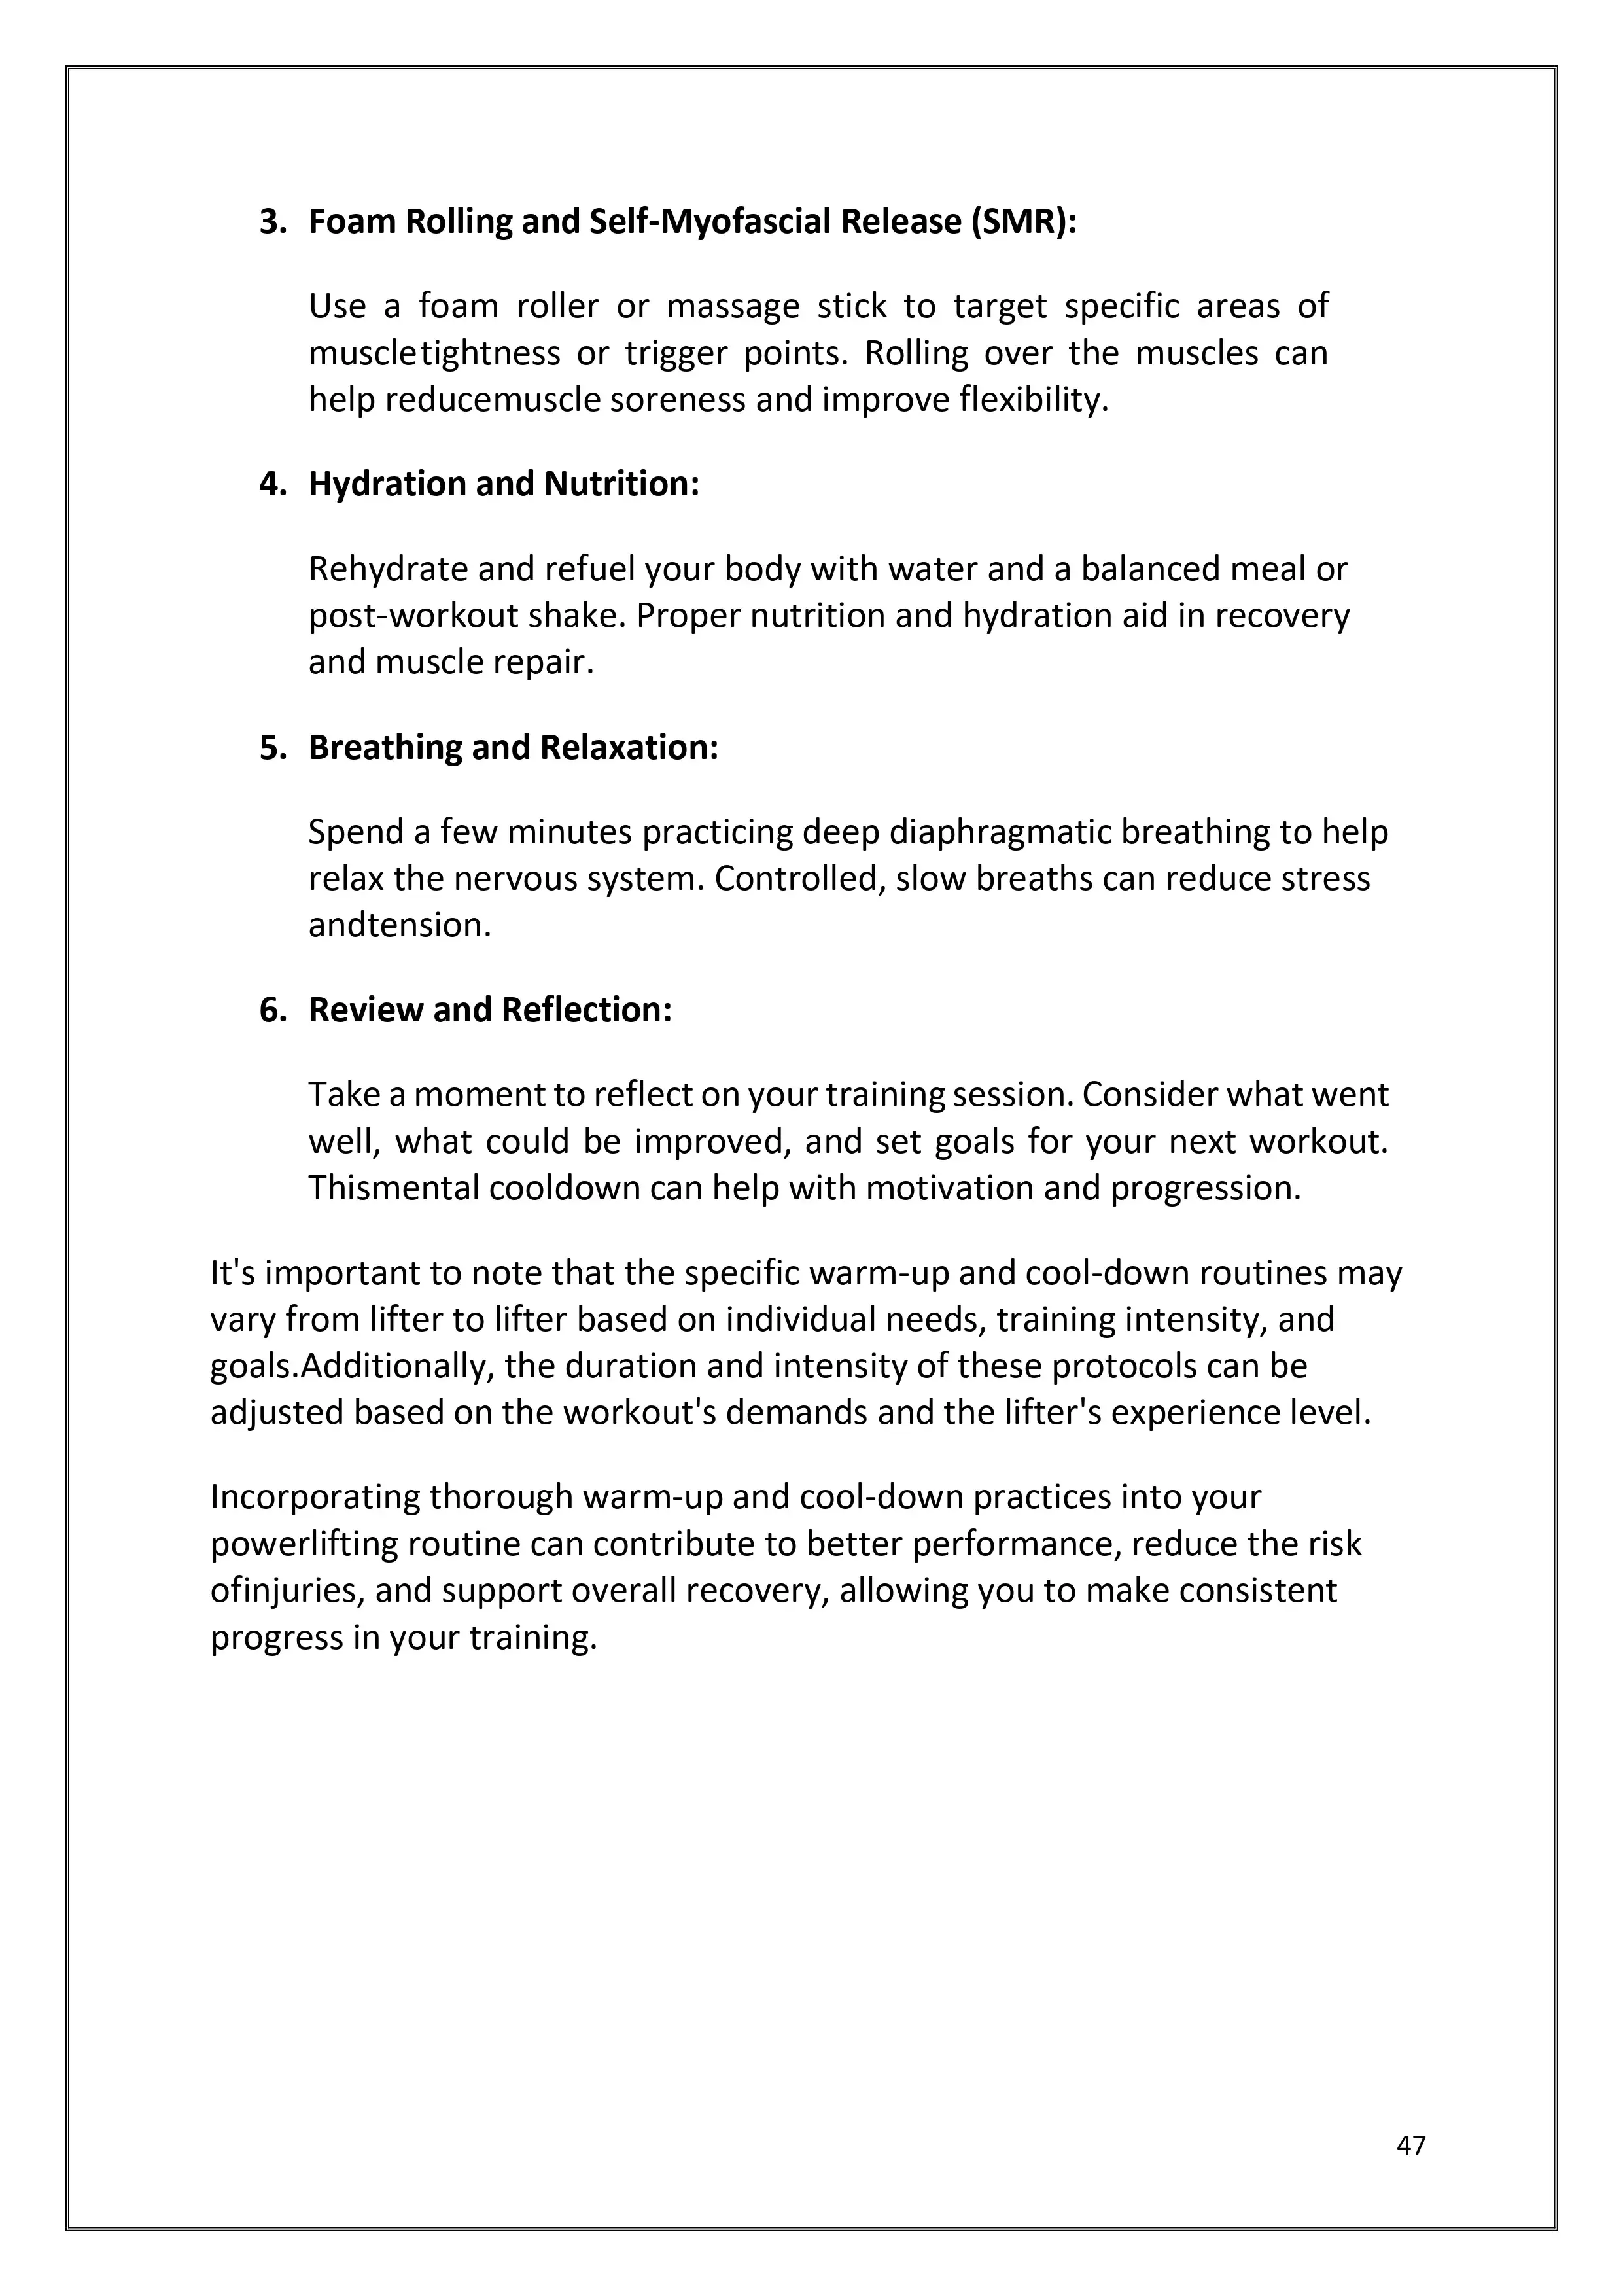 3. Foam Rolling and Self-Myofascial Release (SMR):
Use a foam roller or massage stick to target specific areas of
muscletightness or trigger points. Rolling over the muscles can
help reducemuscle soreness and improve flexibility.
4. Hydration and Nutrition:
Rehydrate and refuel your body with water and a balanced meal or
post-workout shake. Proper nutrition and hydration aid in recovery
and muscle repair.
5. Breathing and Relaxation:
Spend a few minutes practicing deep diaphragmatic breathing to help
relax the nervous system. Controlled, slow breaths can reduce stress
andtension.
6. Review and Reflection:
Take a moment to reflect on your training session. Consider what went
well, what could be improved, and set goals for your next workout.
Thismental cooldown can help with motivation and progression.
It's important to note that the specific warm-up and cool-down routines may
vary from lifter to lifter based on individual needs, training intensity, and
goals.Additionally, the duration and intensity of these protocols can be
adjusted based on the workout's demands and the lifter's experience level.
Incorporating thorough warm-up and cool-down practices into your
powerlifting routine can contribute to better performance, reduce the risk
ofinjuries, and support overall recovery, allowing you to make consistent
progress in your training.
47